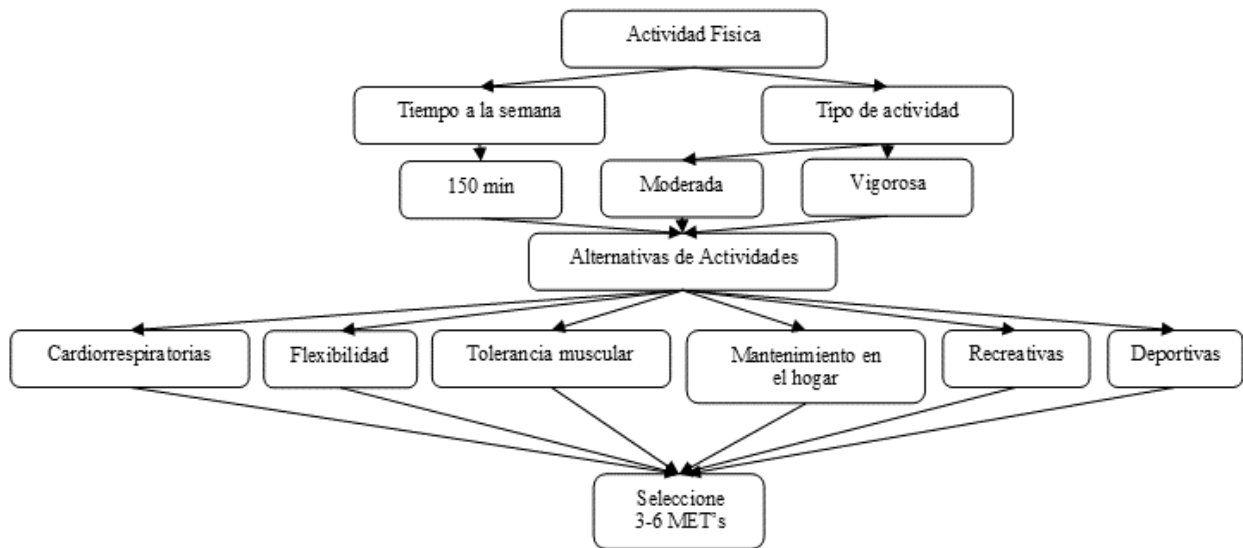 Actividad Física
Tiempo a la semana
Tipo de actividad
150 min
Moderada
Vigorosa
Alternativas de Actividades
Cardiorrespiratorias
Flexibilidad
Tolerancia muscular
Mantenimiento en
el hogar
Recreativas
Deportivas
Seleccione
3-6 MET's